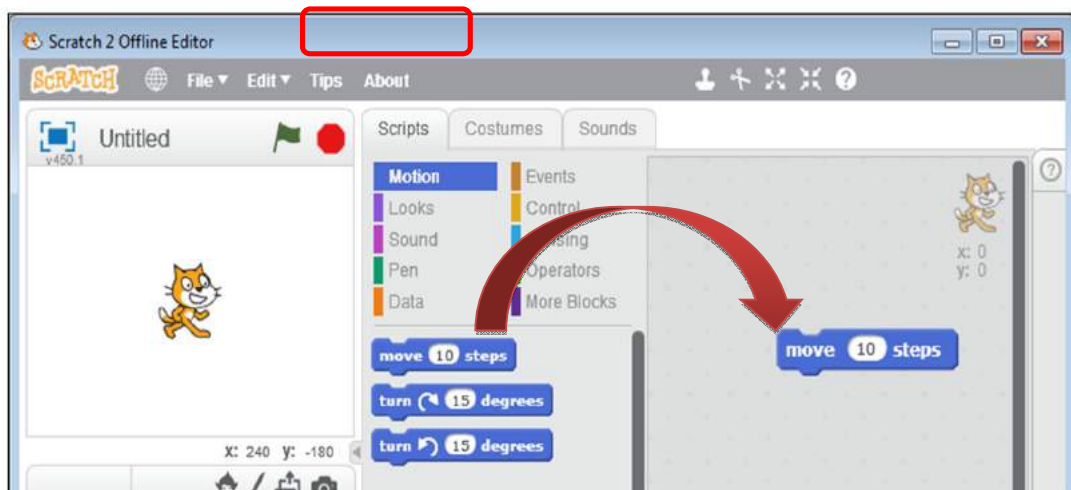 Scratch 2 Offline Editor
SCRATCH File Edit Tips About
Untitled
v450.1
Scripts Costumes Sounds
Motion Events
Looks Control
Sound
Pen Operators
Data More Blocks
x: 0
y: 0
move 10 steps
move 10 steps
turn 15 degrees
turn 15 degrees
x: 240 y: -180